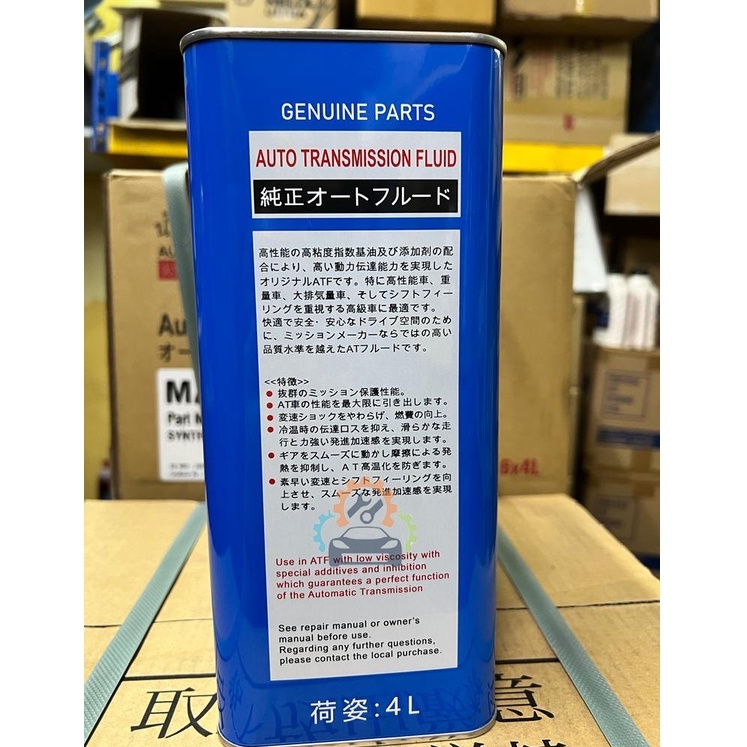 GENUINE PARTS
AUTO TRANSMISSION FLUID
純正オートフルード
高性能の高粘度指数基油及び添加剤の配
合により、高い動力伝達能力を実現した
オリジナルATFです。特に高性能車、重
量車、大排気量車、そしてシフトフィー
リングを重視する高級車に最適です。
快適で安全・安心なドライブ空間のため
に、ミッションメーカーならではの高い
品質水準を越えたATフルードです。
<<特徴>>
● 抜群のミッション保護性能。
● AT車の性能を最大限に引き出します。
● 変速ショックをやわらげ、燃費の向上。
● 冷温時の伝達ロスを抑え、滑らかな走
行と力強い発進加速感を実現します。
● ギアをスムーズに動かし摩擦による発
熱を抑制し、AT高温化を防ぎます。
● 素早い変速とシフトフィーリングを向
上させ、スムーズな発進加速感を実現
します。
Use in ATF with low viscosity with
special additives and inhibition
which guarantees a perfect function
of the Automatic Transmission
See repair manual or owner's
manual before use.
Regarding any further questions,
please contact the local purchase.
荷姿:4L
Au
オー
MA
Part N
SYNTH
6x4L
取
意